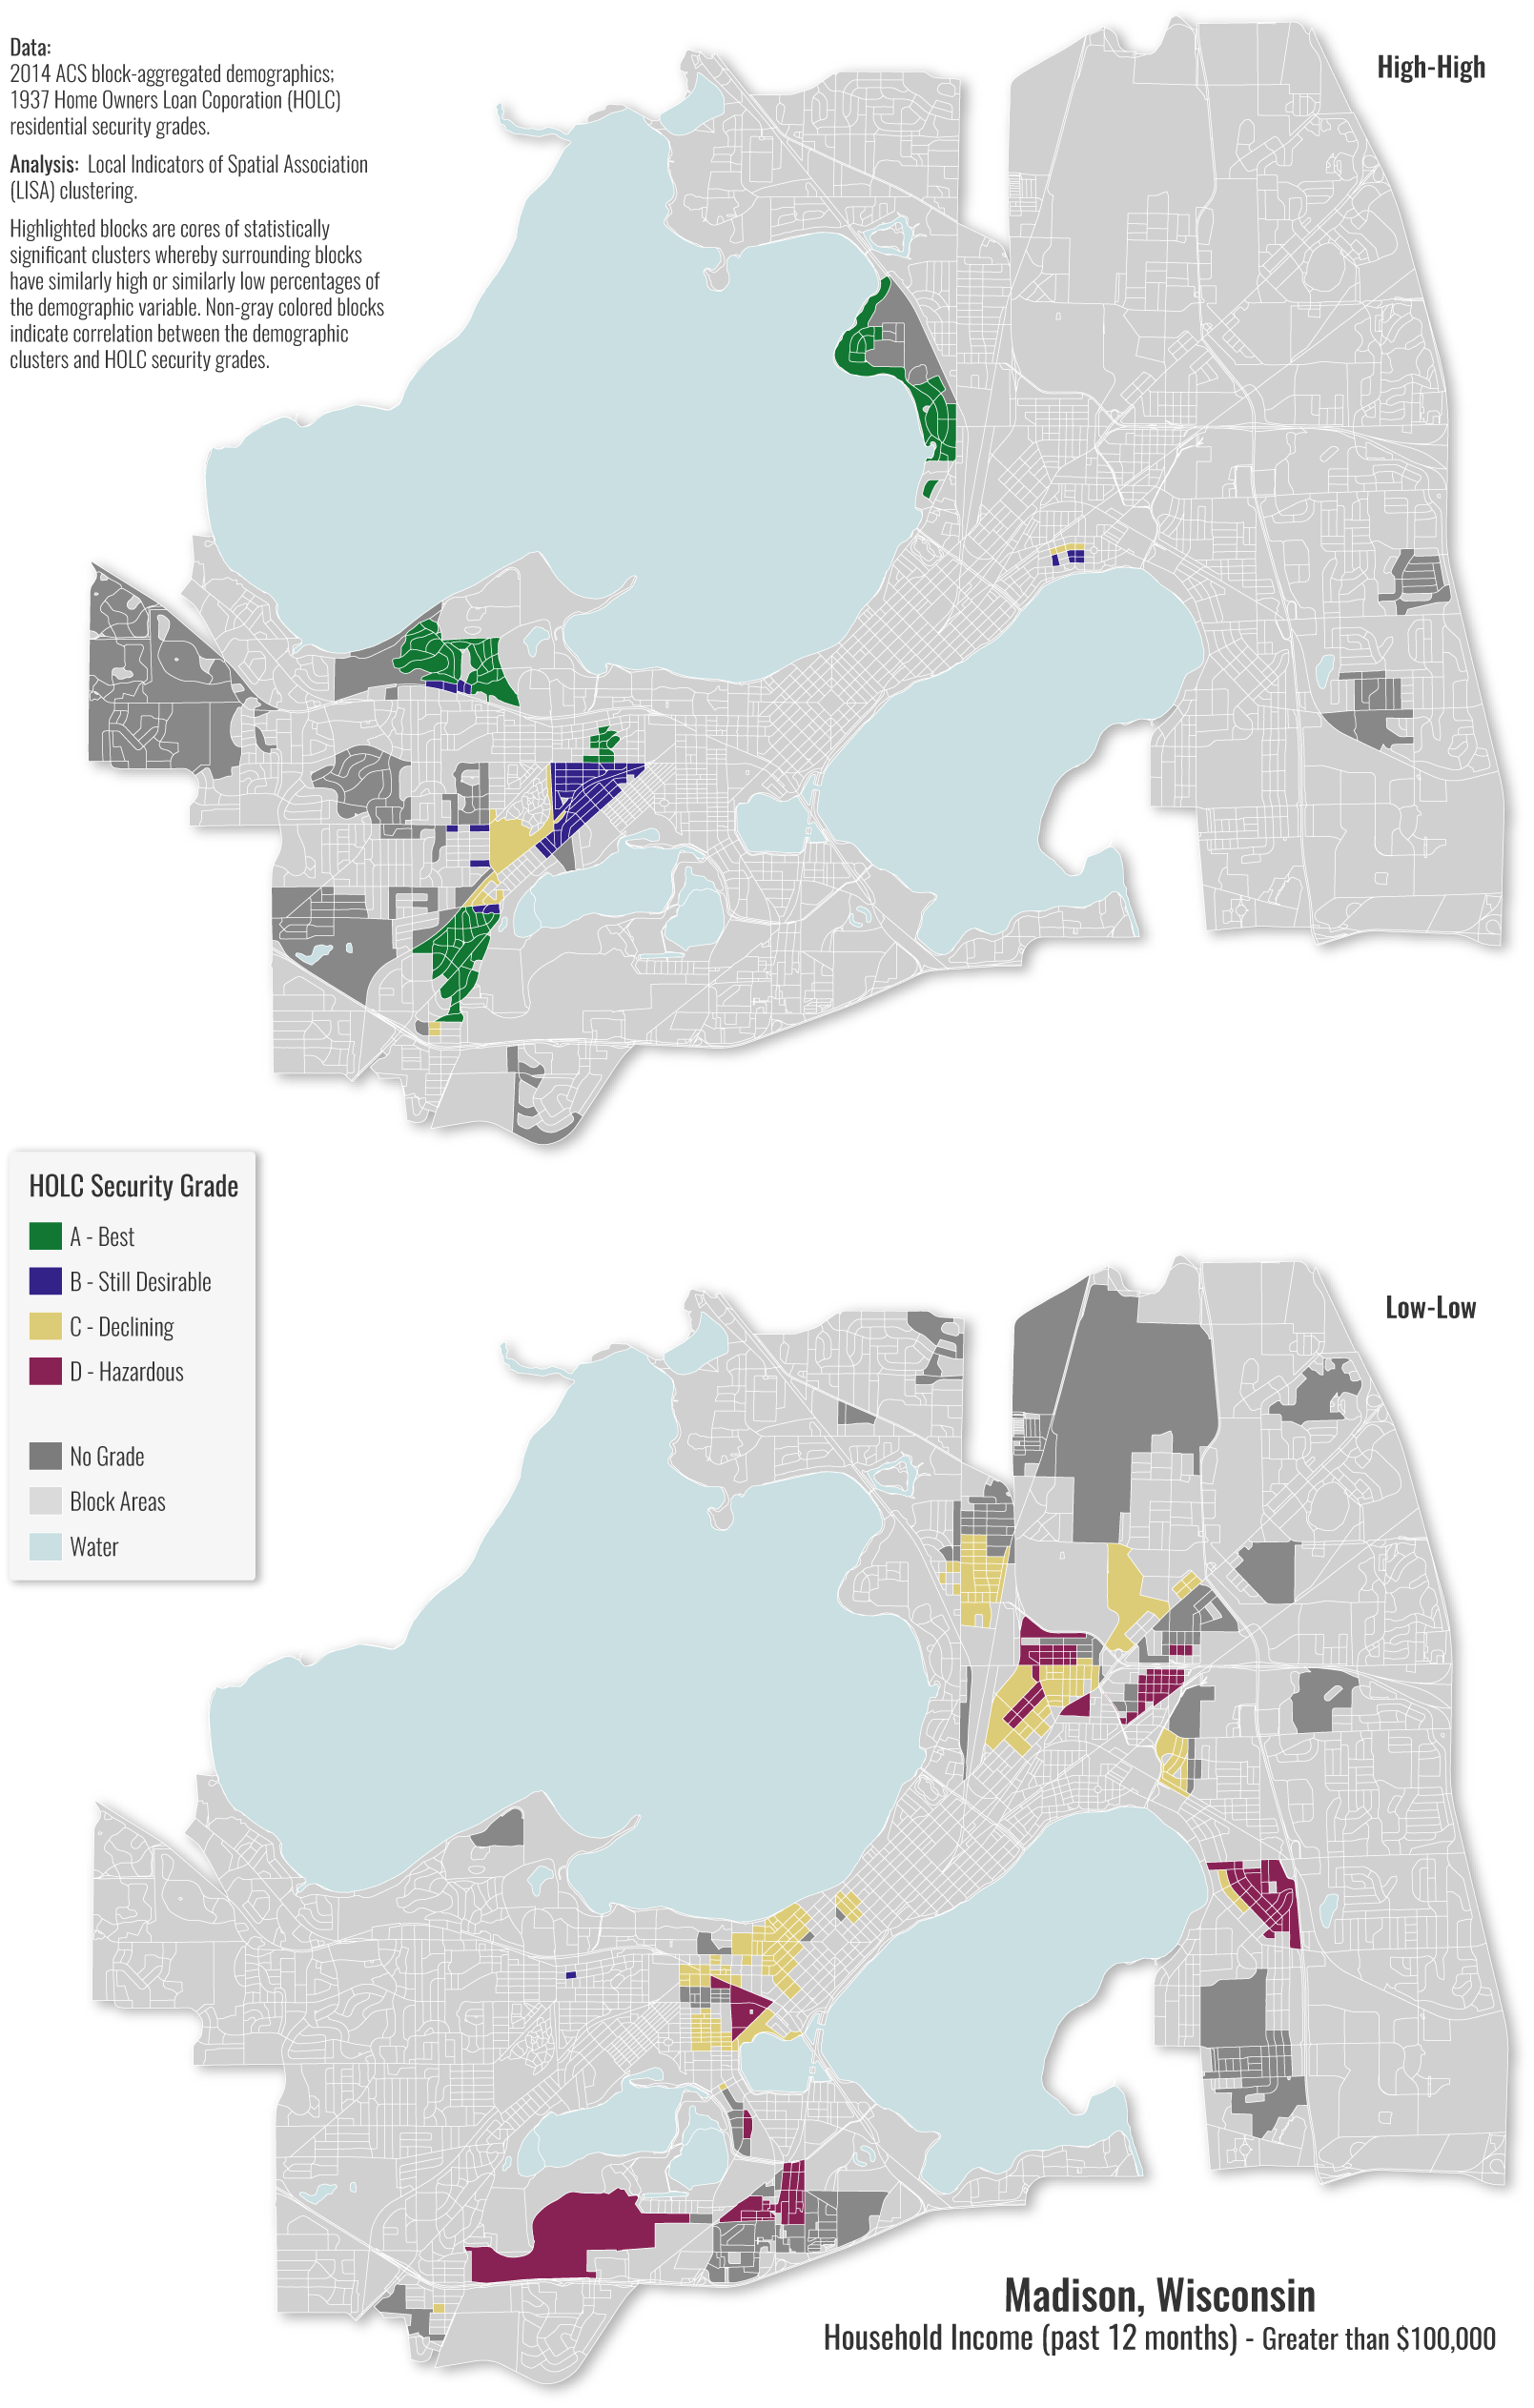 Data:
2014 ACS block-aggregated demographics;
1937 Home Owners Loan Coporation (HOLC)
residential security grades.
Analysis: Local Indicators of Spatial Association
(LISA) clustering.
Highlighted blocks are cores of statistically
significant clusters whereby surrounding blocks
have similarly high or similarly low percentages of
the demographic variable. Non-gray colored blocks
indicate correlation between the demographic
clusters and HOLC security grades.
High-High
HOLC Security Grade
A - Best
B - Still Desirable
C - Declining
D - Hazardous
No Grade
Block Areas
Water
Low-Low
Madison, Wisconsin
Household Income (past 12 months) - Greater than $100,000